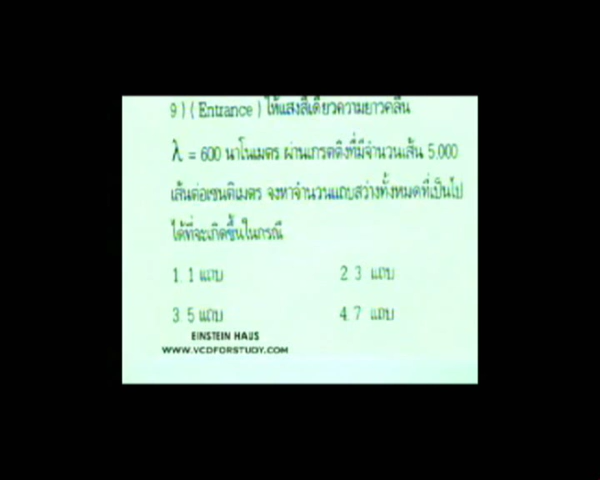 9 ) ( Entrance ) ให้แสงสีเดียวความยาวคลื่น
λ = 600 นาโนเมตร ผ่านเกรตติงที่มีจำนวนเส้น 5,000
เส้นต่อเซนติเมตร จงหาจำนวนแถบสว่างทั้งหมดที่เป็นไป
ได้ที่จะเกิดขึ้นในกรณี
1. 1 แถบ 2. 3 แถบ
3. 5 แถบ 4. 7 แถบ
EINSTEIN HAUS
WWW.VCDFORSTUDY.COM